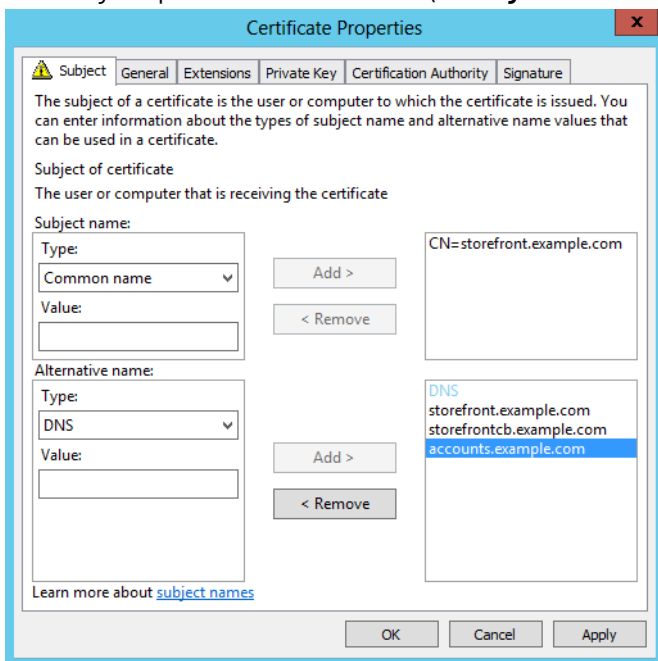 Certificate Properties
x
Subject General Extensions Private Key Certification Authority Signature
The subject of a certificate is the user or computer to which the certificate is issued. You
can enter information about the types of subject name and alternative name values that
can be used in a certificate.
Subject of certificate
The user or computer that is receiving the certificate
Subject name:
Type:
Common name
Value:
Add >
< Remove
CN=storefront.example.com
Alternative name:
Type:
DNS
Value:
Add >
< Remove
DNS
storefront.example.com
storefrontcb.example.com
accounts.example.com
Learn more about subject names
OK Cancel Apply